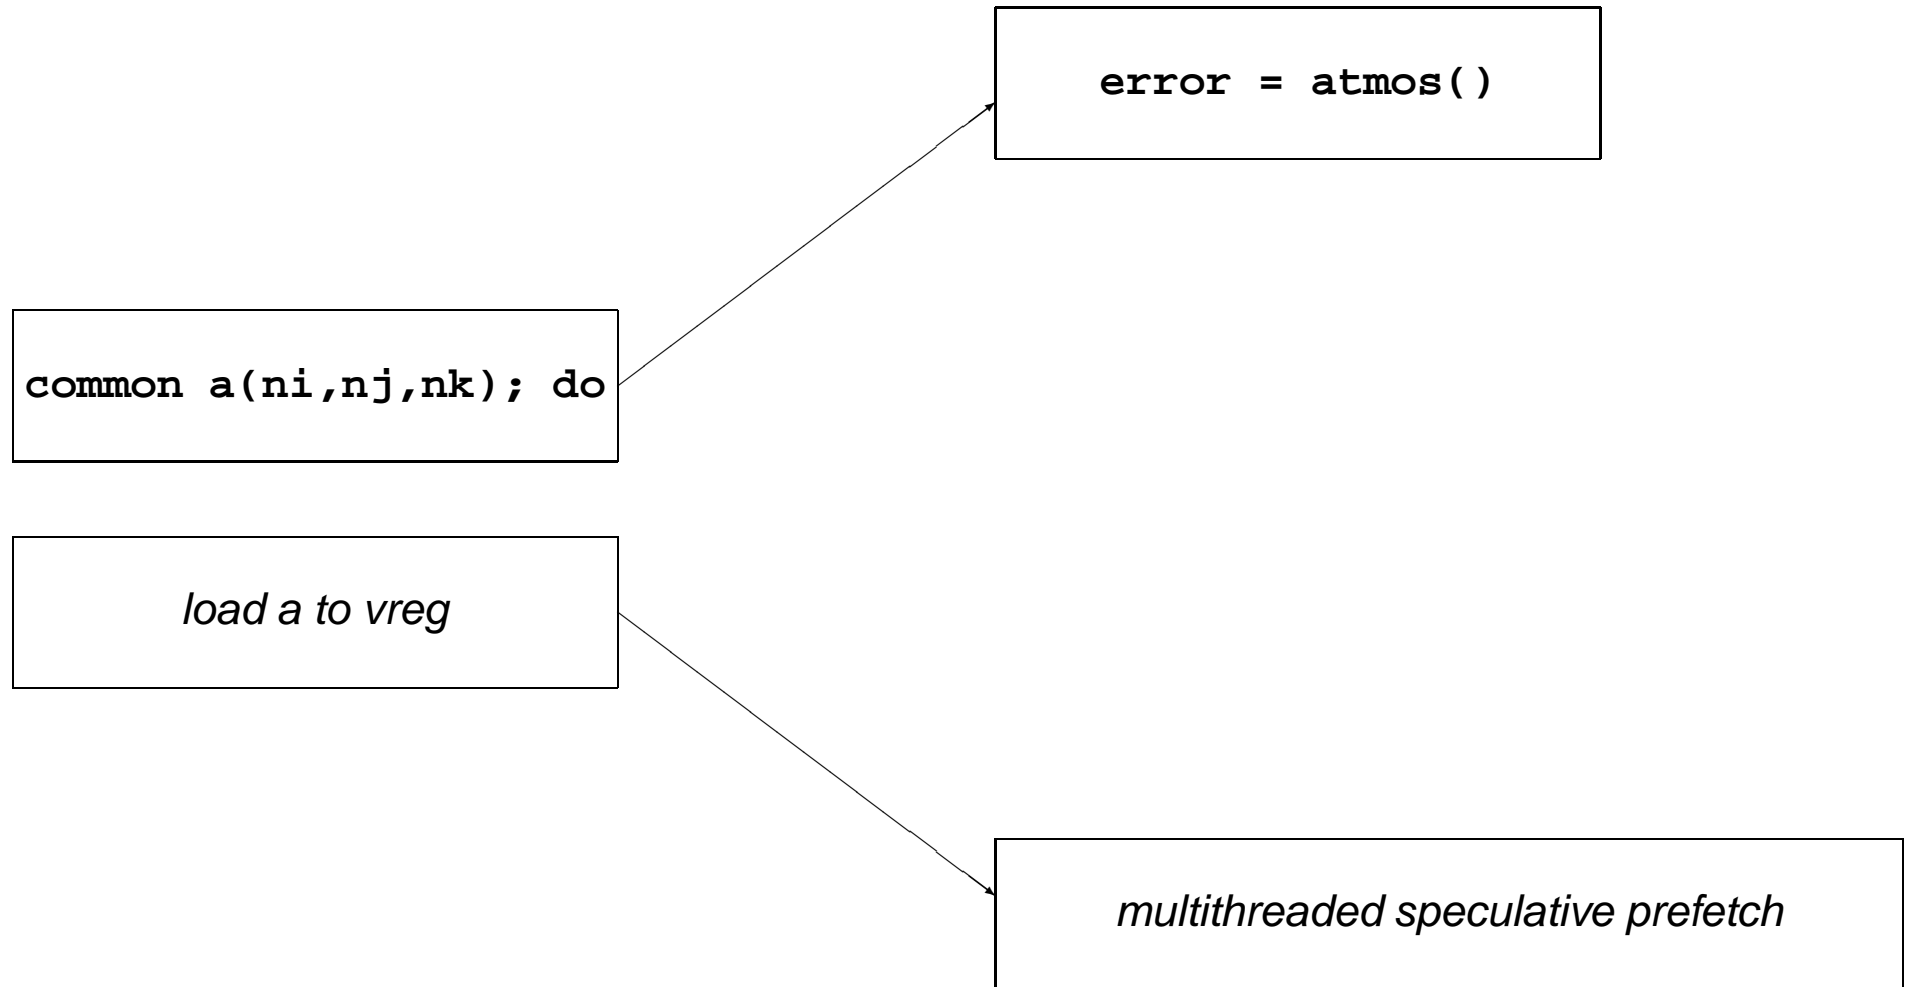 error = atmos()
common a(ni,nj,nk); do
load a to vreg
multithreaded speculative prefetch